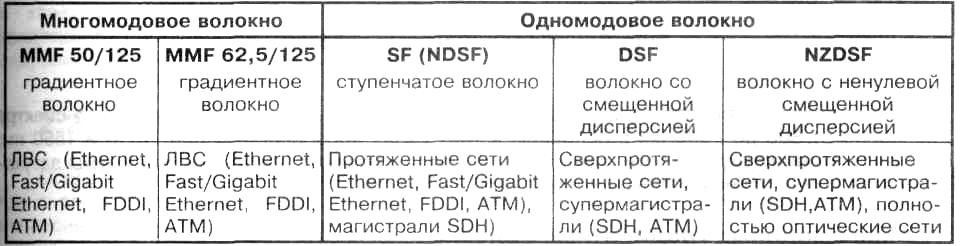 Многомодовое волокно
Одномодовое волокно
MMF 50/125
градиентное
волокно
MMF 62,5/125
градиентное
волокно
SF (NDSF)
ступенчатое волокно
DSF
волокно со
смещенной
дисперсией
NZDSF
волокно с ненулевой
смещенной
дисперсией
ЛВС (Ethernet,
Fast/Gigabit
Ethernet, FDDI,
ATM)
ЛВС (Ethernet,
Fast/Gigabit
Ethernet, FDDI,
ATM)
Протяженные сети
(Ethernet, Fast/Gigabit
Ethernet, FDDI, ATM),
магистрали SDH)
Сверхпротя-
женные сети,
супермагистра-
ли (SDH, ATM)
Сверхпротяженные
сети, супермагистра-
ли (SDH,ATM), полно-
стью оптические сети